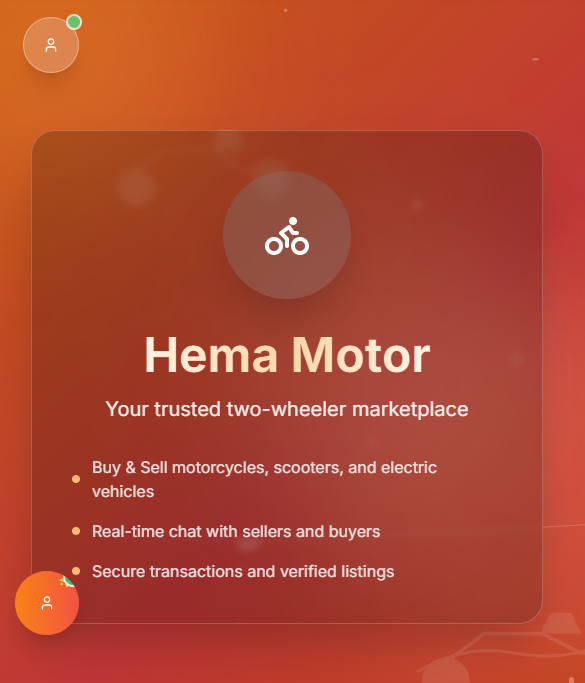 Hema Motor
Your trusted two-wheeler marketplace
Buy & Sell motorcycles, scooters, and electric
vehicles
Real-time chat with sellers and buyers
Secure transactions and verified listings